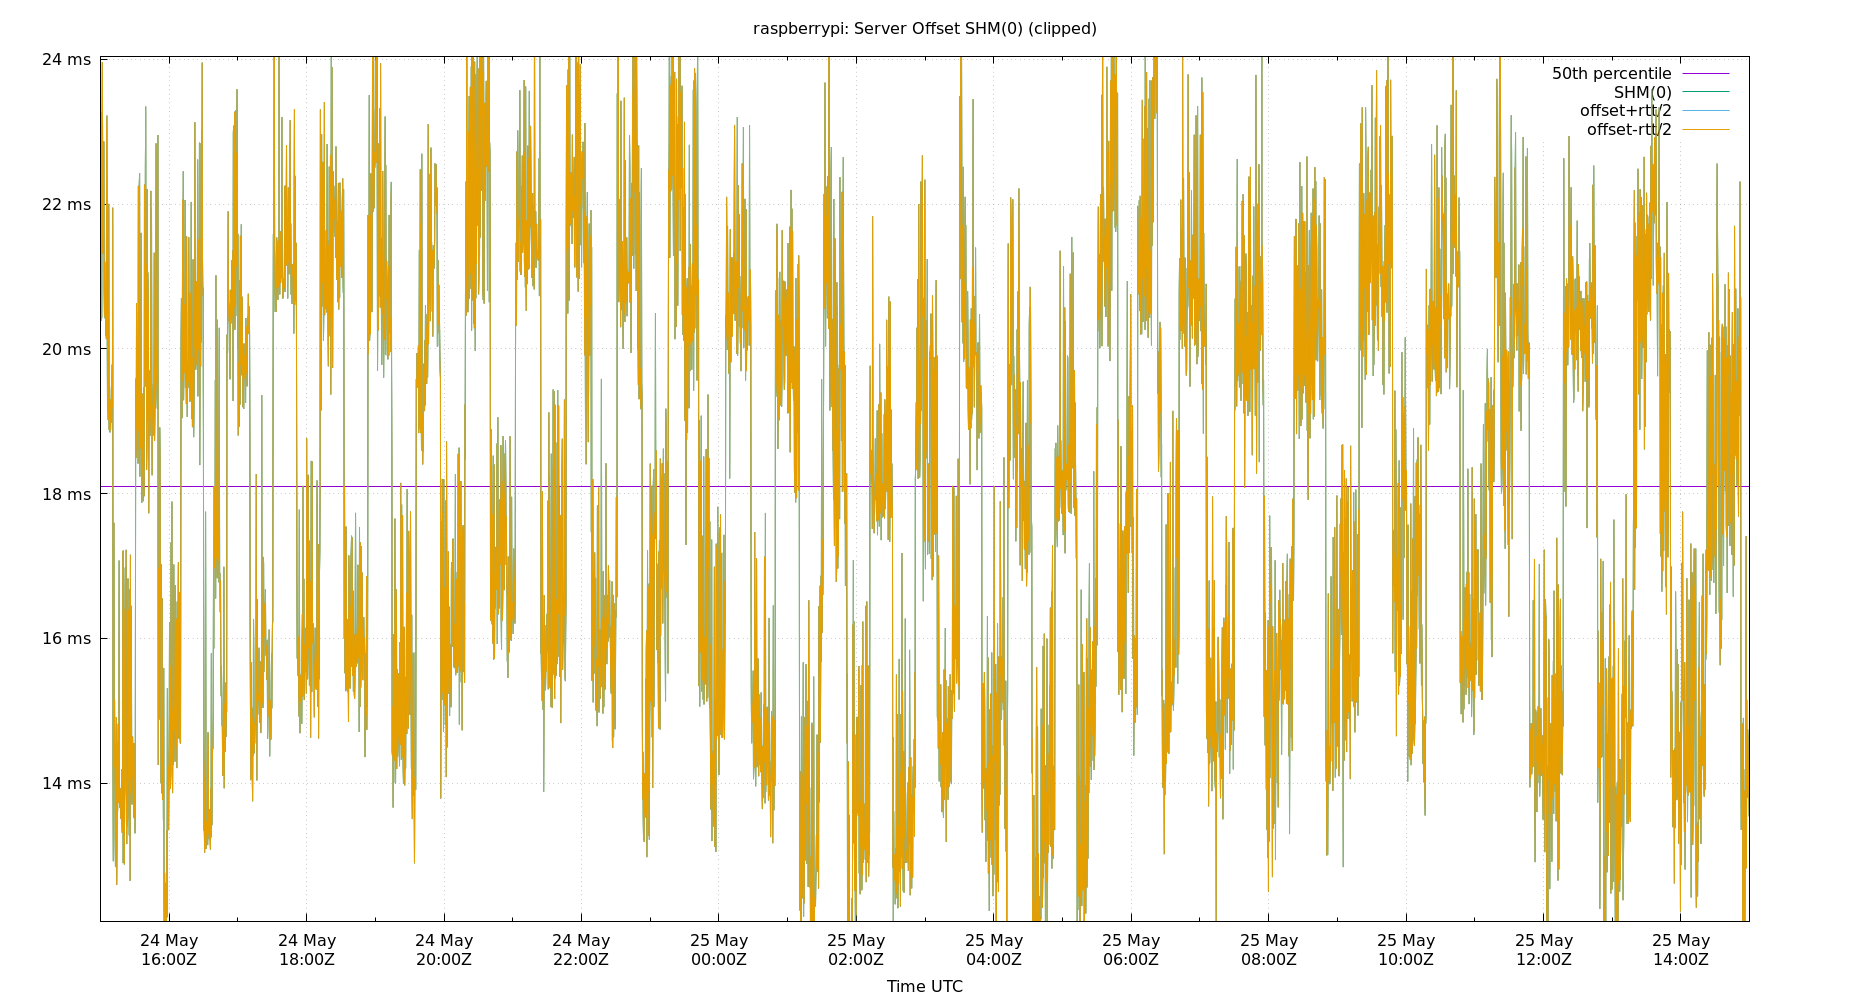 raspberrypi: Server Offset SHM(0) (clipped)
24 ms
22 ms
20 ms
18 ms
16 ms
14 ms
50th percentile
SHM(0)
offset+rtt/2
offset-rtt/2
24 May
16:00Z
24 May
18:00Z
24 May
20:00Z
24 May
22:00Z
25 May
00:00Z
25 May
02:00Z
25 May
04:00Z
25 May
06:00Z
25 May
08:00Z
25 May
10:00Z
25 May
12:00Z
25 May
14:00Z
Time UTC